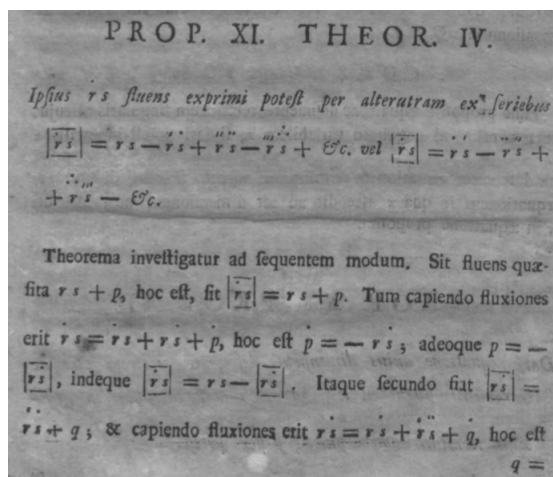 PROP. XI. THEOR. IV.
Ipſius ṙ s fluens exprimi poteſt per alterutram ex ſeriebus
|ṙ s| = r s − r̍ ṡ + r̎ s̈ − r‴ s⃛ + &c. vel |ṙ s| = ṙ s̍ − r̈ s̎ +
+ r⃛ s‴ − &c.
Theorema inveſtigatur ad ſequentem modum. Sit fluens quæ-
ſita r s + p, hoc eſt, ſit |ṙ s| = r s + p. Tum capiendo fluxiones
erit ṙ s = ṙ s + r ṡ + ṗ, hoc eſt ṗ = − r ṡ; adeoque p = −
|r ṡ|, indeque |ṙ s| = r s − |r ṡ|. Itaque ſecundo fiat |r ṡ| =
r̍ ṡ + q; & capiendo fluxiones erit r ṡ = r ṡ + r̍ s̈ + q̇, hoc eſt
q =